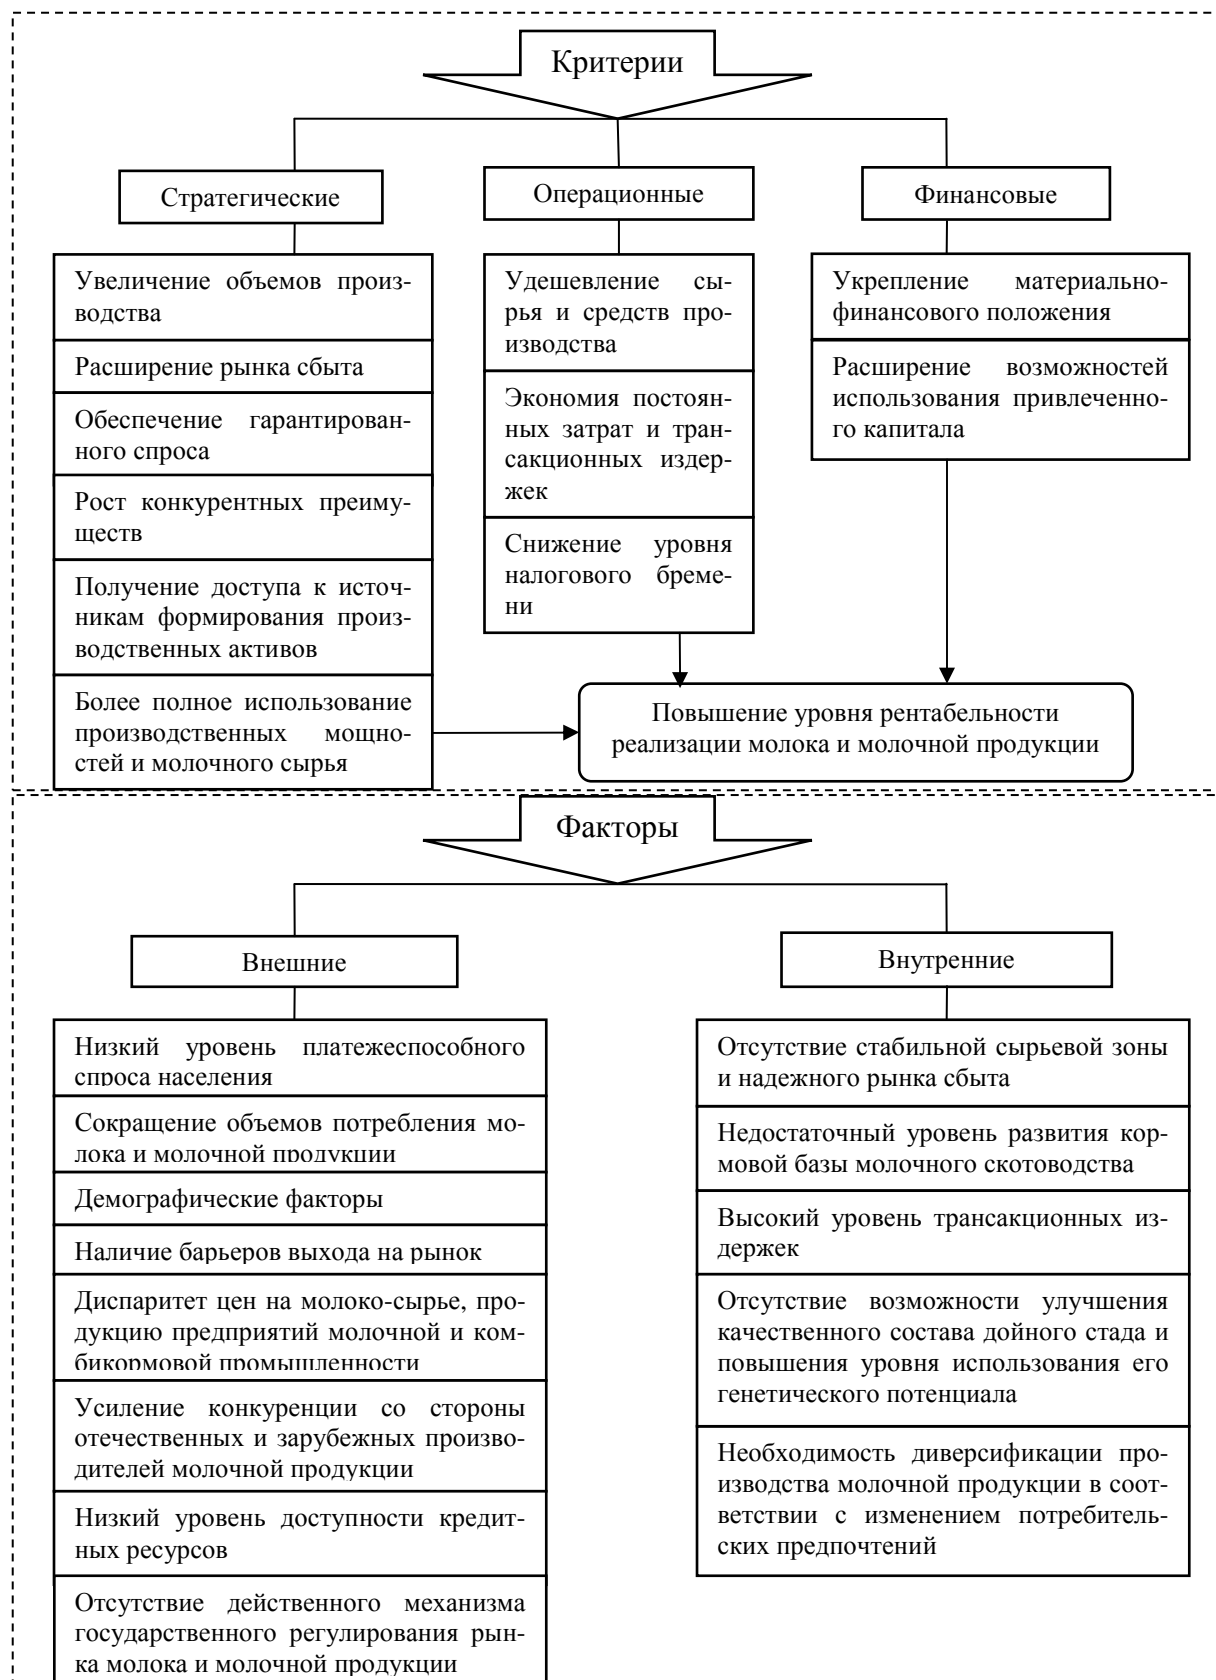 Критерии
Стратегические
Увеличение объемов произ-
водства
Расширение рынка сбыта
Обеспечение гарантирован-
ного спроса
Рост конкурентных преиму-
ществ
Получение доступа к источ-
никам формирования произ-
водственных активов
Более полное использование
производственных мощно-
стей и молочного сырья
Операционные
Удешевление сы-
рья и средств про-
изводства
Экономия постоян-
ных затрат и тран-
сакционных издер-
жек
Снижение уровня
налогового бреме-
ни
Финансовые
Укрепление материально-
финансового положения
Расширение возможностей
использования привлеченно-
го капитала
Повышение уровня рентабельности
реализации молока и молочной продукции
Факторы
Внешние
Низкий уровень платежеспособного
спроса населения
Сокращение объемов потребления мо-
лока и молочной продукции
Демографические факторы
Наличие барьеров выхода на рынок
Диспаритет цен на молоко-сырье, про-
дукцию предприятий молочной и ком-
бикормовой промышленности
Усиление конкуренции со стороны
отечественных и зарубежных произво-
дителей молочной продукции
Низкий уровень доступности кредит-
ных ресурсов
Отсутствие действенного механизма
государственного регулирования рын-
ка молока и молочной продукции
Внутренние
Отсутствие стабильной сырьевой зоны
и надежного рынка сбыта
Недостаточный уровень развития кор-
мовой базы молочного скотоводства
Высокий уровень трансакционных из-
держек
Отсутствие возможности улучшения
качественного состава дойного стада и
повышения уровня использования его
генетического потенциала
Необходимость диверсификации про-
изводства молочной продукции в соот-
ветствии с изменением потребитель-
ских предпочтений